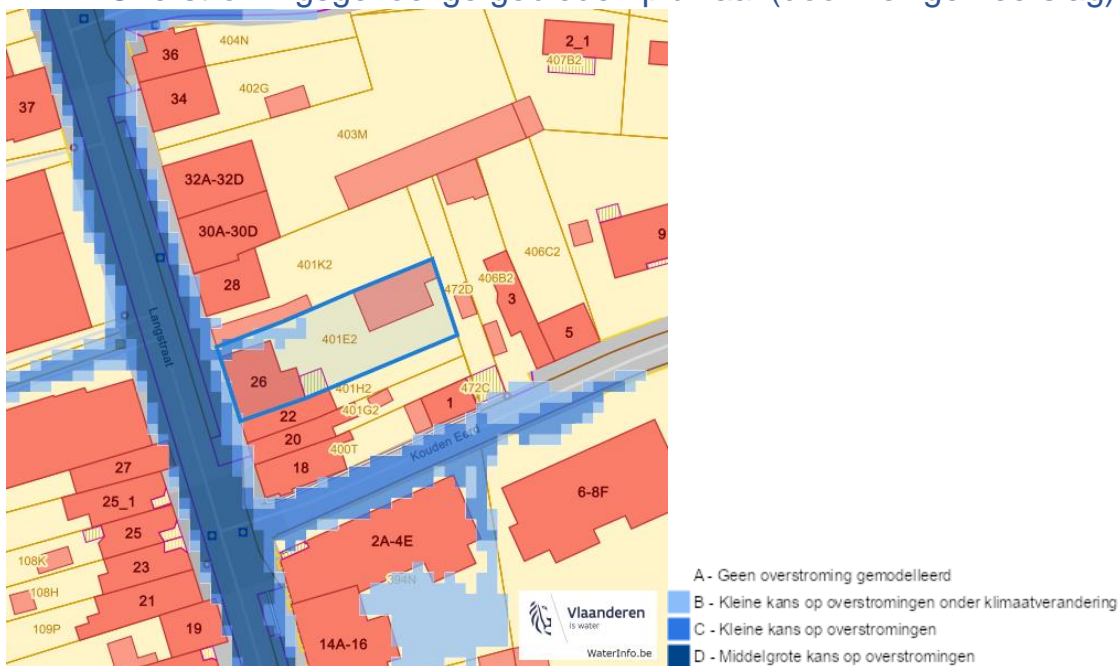 36
404N
2_1
407B2
37
34
402G
403M
32A-32D
30A-30D
9
28
401K2
406C2
472D
406B2
3
Langstraat
401E2
5
26
401H2
472C
401G2
1
22
20
400T
18
Kouden Eerd
27
25_1
6-8F
25
2A-4E
108K
23
394N
108H
21
109P
19
14A-16
Vlaanderen
is water
WaterInfo.be
A - Geen overstroming gemodelleerd
B - Kleine kans op overstromingen onder klimaatverandering
C - Kleine kans op overstromingen
D - Middelgrote kans op overstromingen